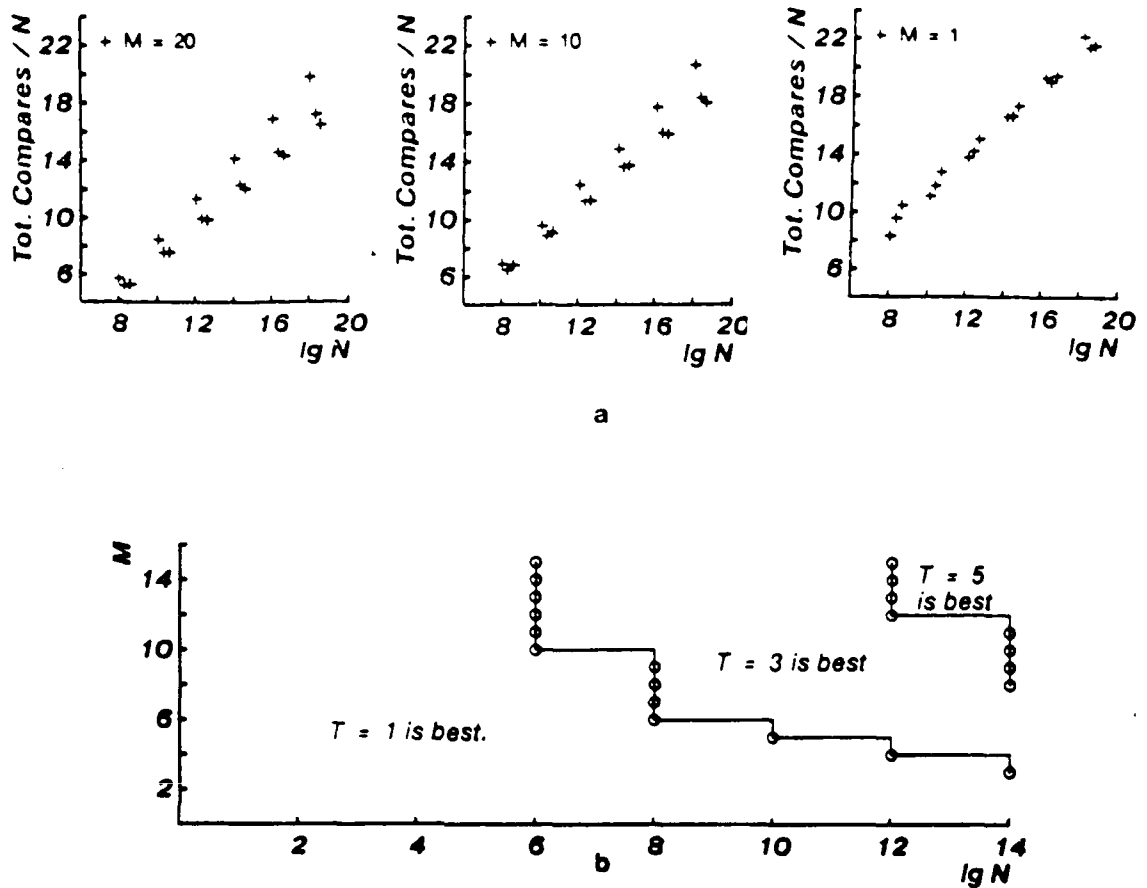 Tot. Compares / N
22
18
14
10
6
+ M = 20
8 12 16 20
lg N
Tot. Compares / N
22
18
14
10
6
+ M = 10
8 12 16 20
lg N
Tot. Compares / N
22
18
14
10
6
+ M = 1
8 12 16 20
lg N
a
M
14
10
6
2
T = 5
is best
T = 3 is best
T = 1 is best.
2 4 6 8 10 12 14
b
lg N